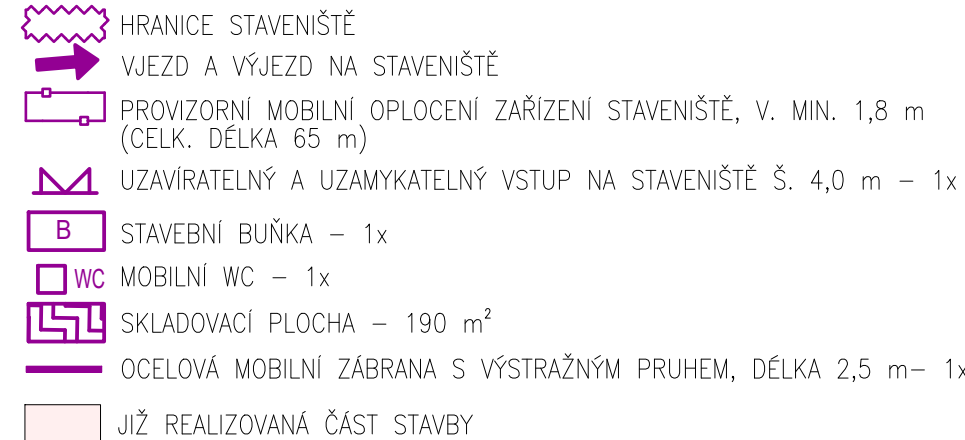 HRANICE STAVENIŠTĚ
VJEZD A VÝJEZD NA STAVENIŠTĚ
PROVIZORNÍ MOBILNÍ OPLOCENÍ ZAŘÍZENÍ STAVENIŠTĚ, V. MIN. 1,8 m
(CELK. DÉLKA 65 m)
UZAVÍRATELNÝ A UZAMYKATELNÝ VSTUP NA STAVENIŠTĚ Š. 4,0 m – 1x
B STAVEBNÍ BUŇKA – 1x
WC MOBILNÍ WC – 1x
SKLADOVACÍ PLOCHA – 190 m²
OCELOVÁ MOBILNÍ ZÁBRANA S VÝSTRAŽNÝM PRUHEM, DÉLKA 2,5 m– 1x
JIŽ REALIZOVANÁ ČÁST STAVBY